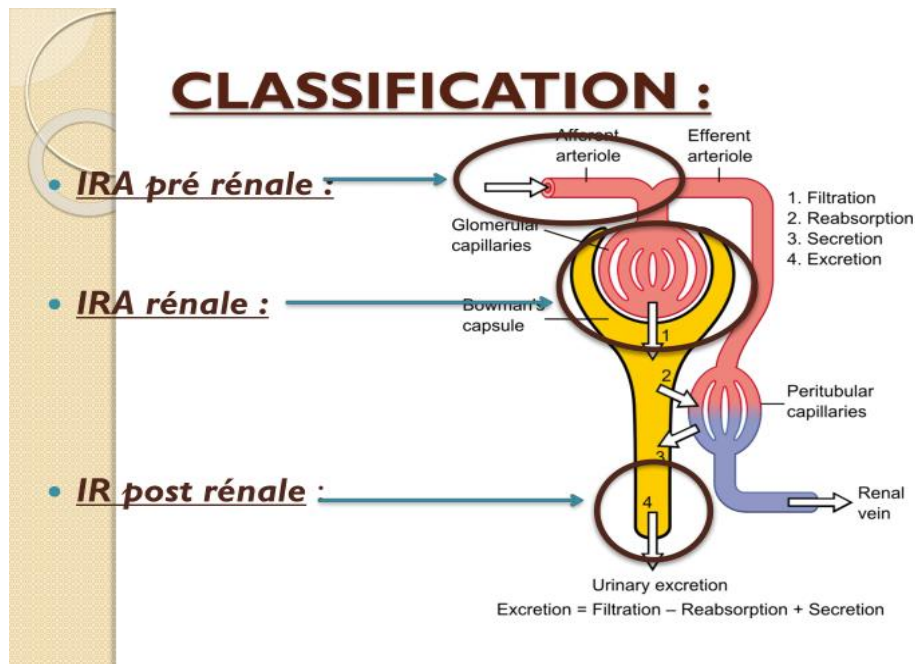 CLASSIFICATION :
• IRA pré rénale :
• IRA rénale :
• IR post rénale :
Afferent
arteriole
Efferent
arteriole
1. Filtration
2. Reabsorption
3. Secretion
4. Excretion
Glomerular
capillaries
Bowman's
capsule
1
2
3
4
Peritubular
capillaries
Renal
vein
Urinary excretion
Excretion = Filtration – Reabsorption + Secretion